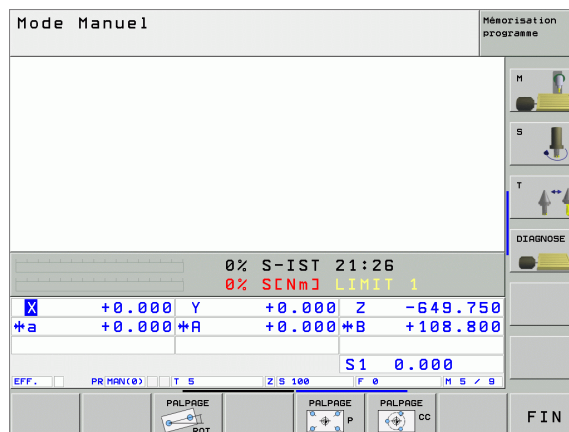 Mode Manuel
Mémorisation
programme
M
S
T
DIAGNOSE
0% S-IST 21:26
0% S[Nm] LIMIT 1
X +0.000 Y +0.000 Z -649.750
a +0.000 A +0.000 B +108.800
S1 0.000
EFF. PR MAN(0) T 5 Z S 100 F 0 M 5 / 9
PALPAGE PALPAGE PALPAGE
ROT P CC
FIN